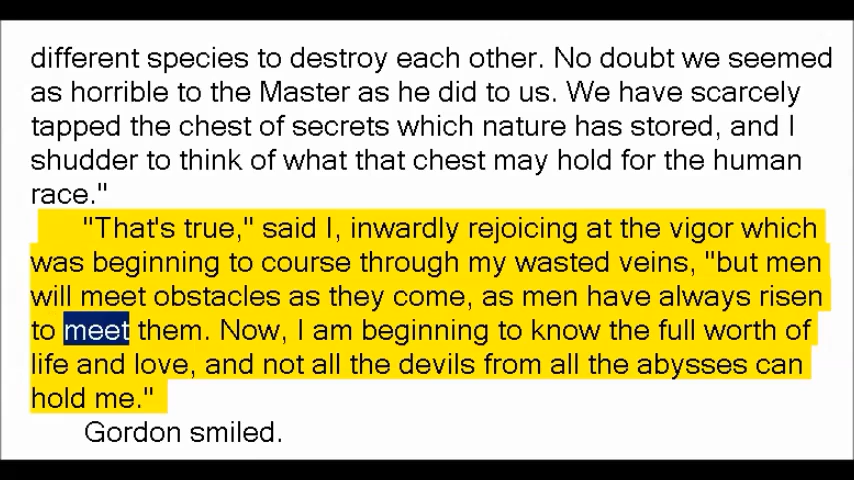 different species to destroy each other. No doubt we seemed
as horrible to the Master as he did to us. We have scarcely
tapped the chest of secrets which nature has stored, and I
shudder to think of what that chest may hold for the human
race."
"That's true," said I, inwardly rejoicing at the vigor which
was beginning to course through my wasted veins, "but men
will meet obstacles as they come, as men have always risen
to meet them. Now, I am beginning to know the full worth of
life and love, and not all the devils from all the abysses can
hold me."
Gordon smiled.